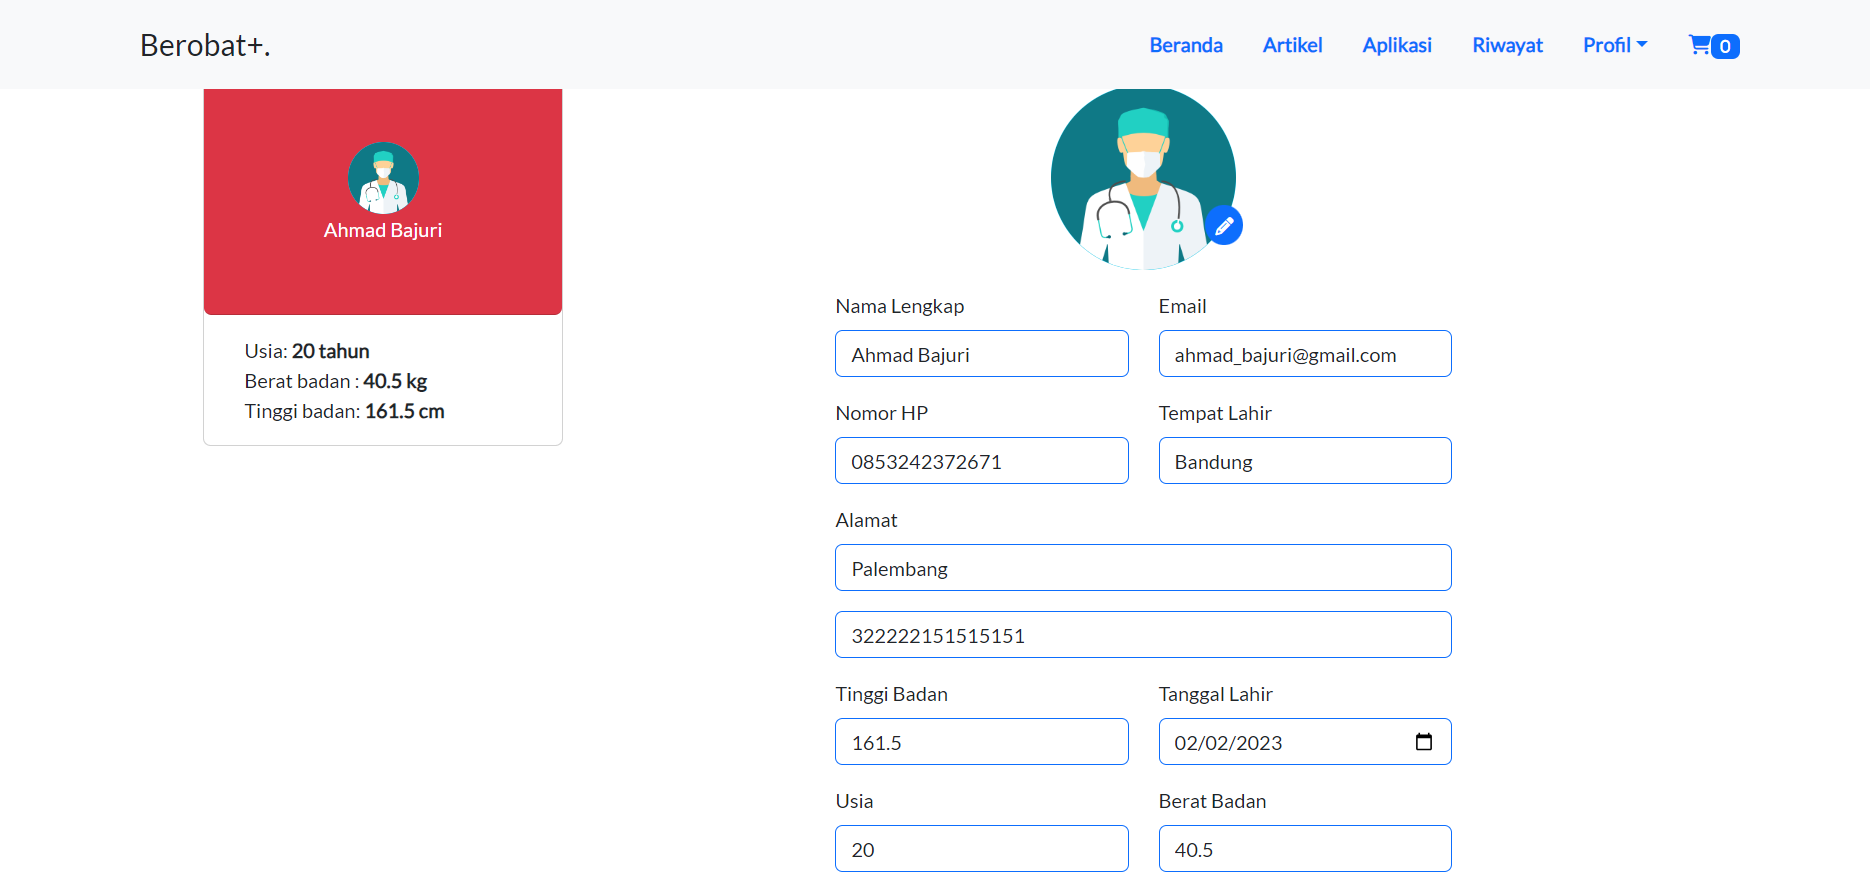 Berobat+.
Beranda Artikel Aplikasi Riwayat Profil 0
Ahmad Bajuri
Usia: 20 tahun
Berat badan : 40.5 kg
Tinggi badan: 161.5 cm
Nama Lengkap Email
Ahmad Bajuri ahmad_bajuri@gmail.com
Nomor HP Tempat Lahir
0853242372671 Bandung
Alamat
Palembang
322222151515151
Tinggi Badan Tanggal Lahir
161.5 02/02/2023
Usia Berat Badan
20 40.5